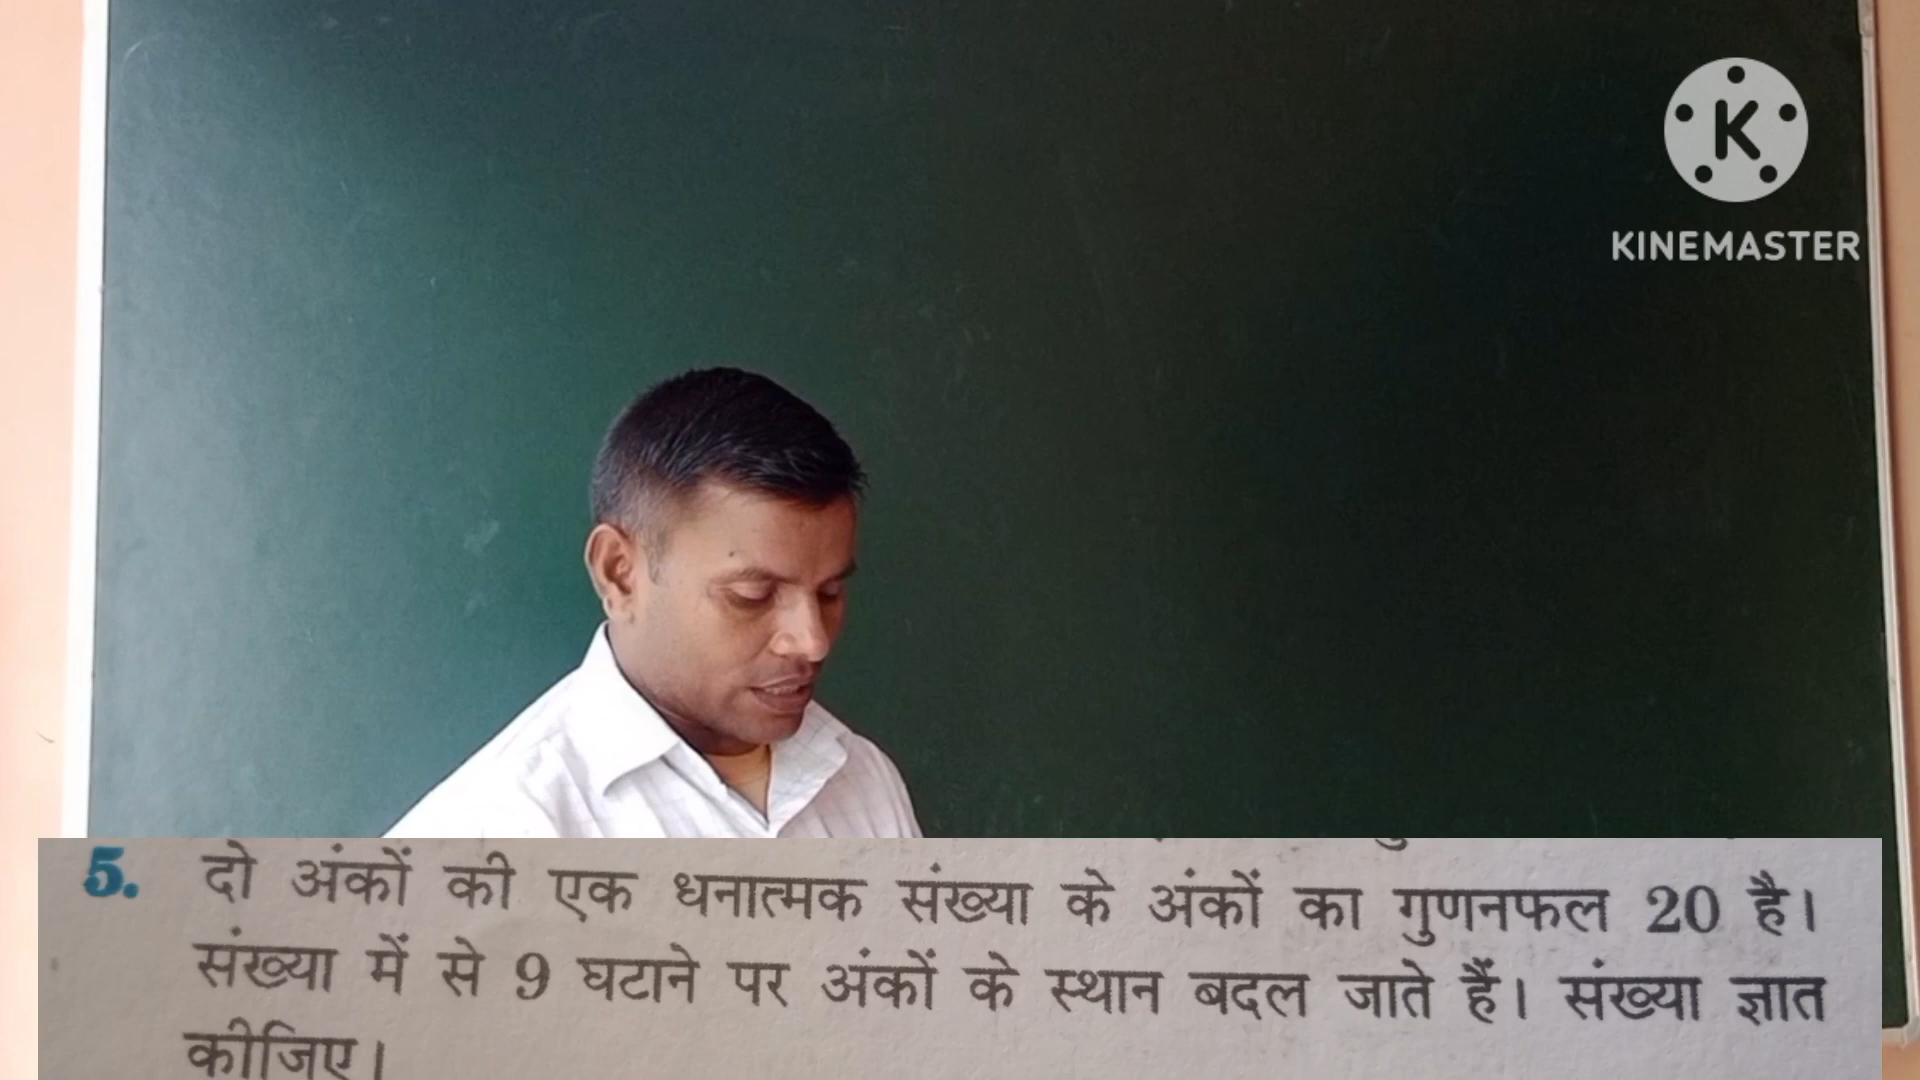 K
KINEMASTER
5. दो अंकों की एक धनात्मक संख्या के अंकों का गुणनफल 20 है।
संख्या में से 9 घटाने पर अंकों के स्थान बदल जाते हैं। संख्या ज्ञात
कीजिए।